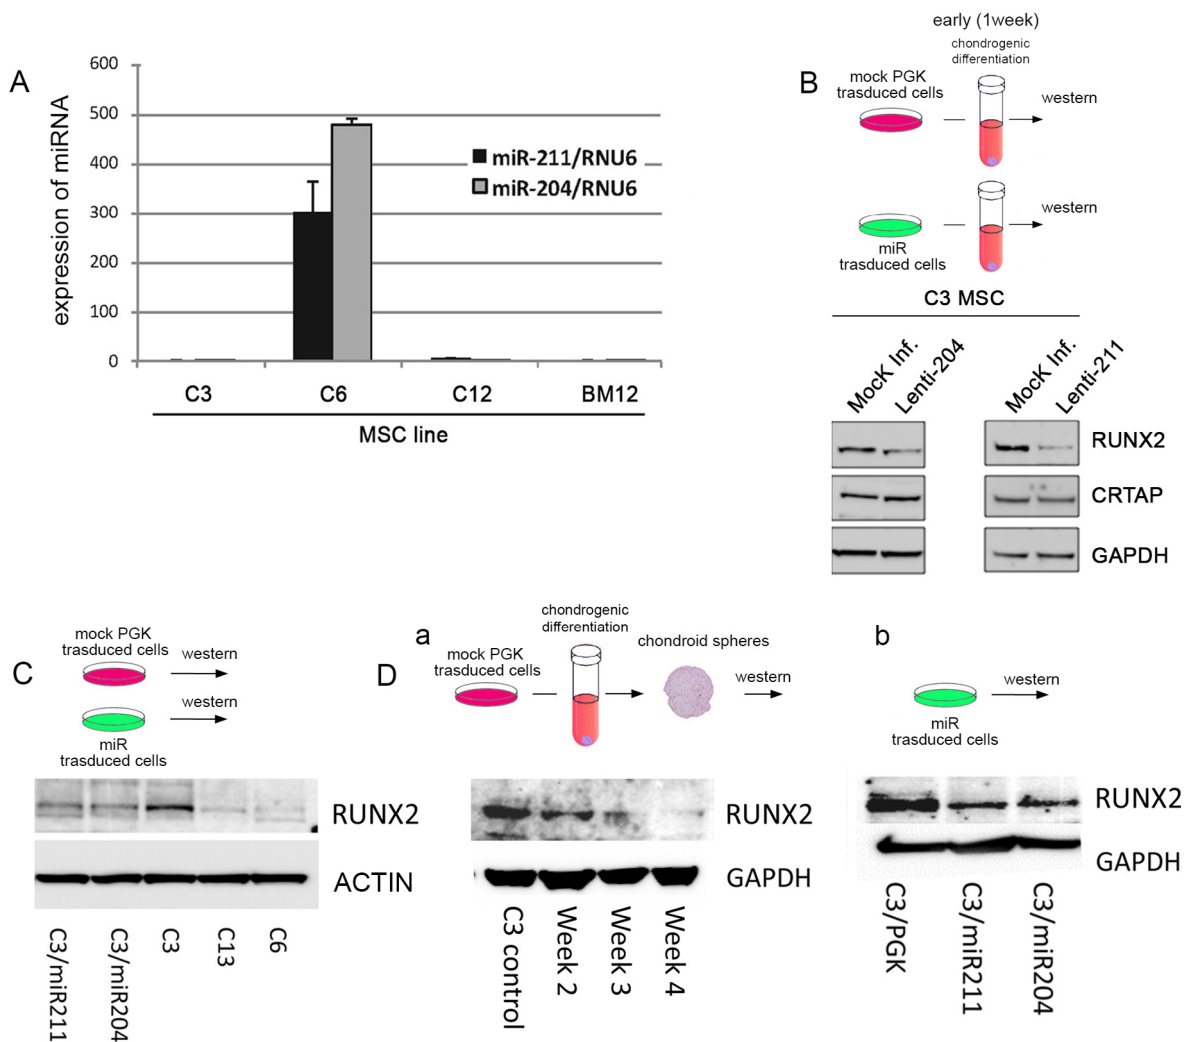 A
expression of miRNA
600
500
400
300
200
100
0
miR-211/RNU6
miR-204/RNU6
C3
C6
C12
BM12
MSC line
B
early (1week)
chondrogenic
differentiation
mock PGK
trasduced cells
western
western
miR
trasduced cells
C3 MSC
MocK Inf.
Lenti-204
MocK Inf.
Lenti-211
RUNX2
CRTAP
GAPDH
C
mock PGK
trasduced cells
western
western
miR
trasduced cells
RUNX2
ACTIN
C3/miR211
C3/miR204
C3
C13
C6
D
a
chondrogenic
differentiation
mock PGK
trasduced cells
chondroid spheres
western
RUNX2
GAPDH
C3 control
Week 2
Week 3
Week 4
b
western
miR
trasduced cells
RUNX2
GAPDH
C3/PGK
C3/miR211
C3/miR204